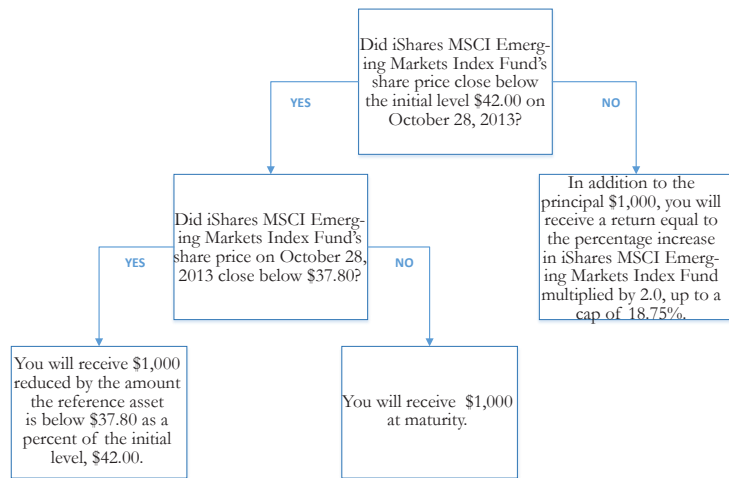 Did iShares MSCI Emerg-
ing Markets Index Fund's
share price close below
the initial level $42.00 on
October 28, 2013?
YES
NO
Did iShares MSCI Emerg-
ing Markets Index Fund's
share price on October 28,
2013 close below $37.80?
In addition to the
principal $1,000, you will
receive a return equal to
the percentage increase
in iShares MSCI Emerg-
ing Markets Index Fund
multiplied by 2.0, up to a
cap of 18.75%.
YES
NO
You will receive $1,000
reduced by the amount
the reference asset
is below $37.80 as a
percent of the initial
level, $42.00.
You will receive $1,000
at maturity.